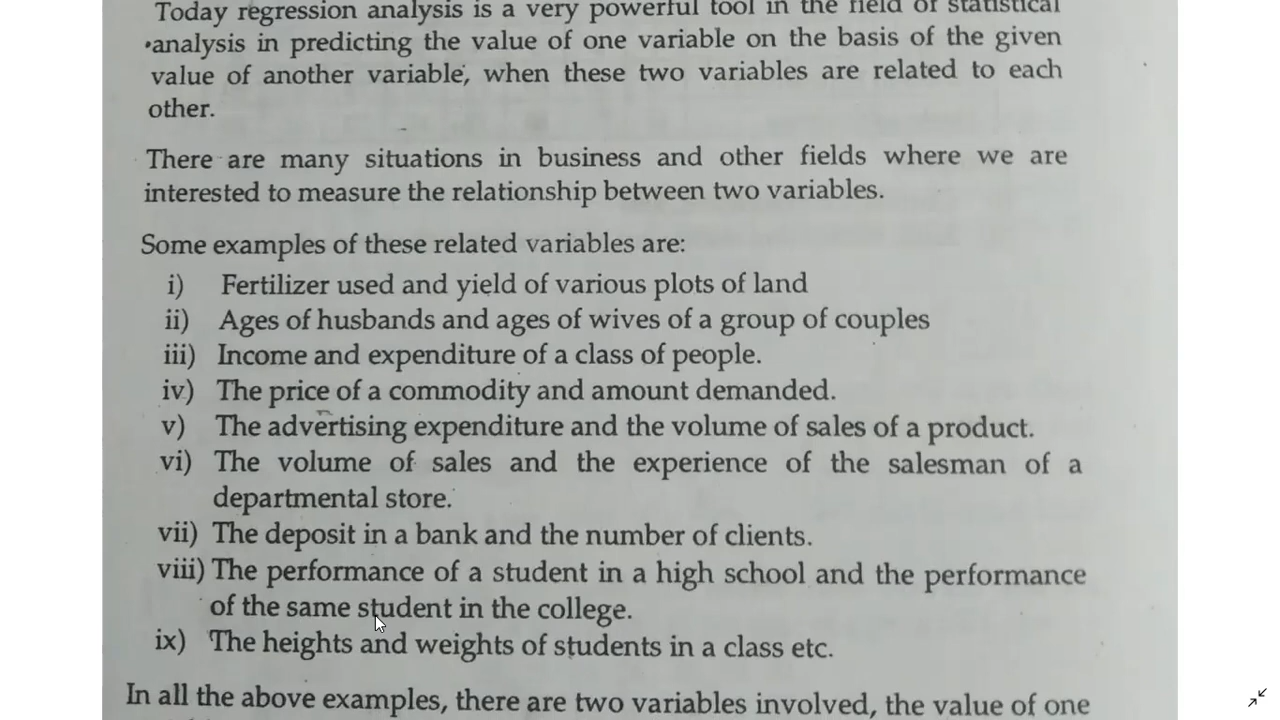 Today regression analysis is a very powerful tool in the field of statistical
analysis in predicting the value of one variable on the basis of the given
value of another variable, when these two variables are related to each
other.
There are many situations in business and other fields where we are
interested to measure the relationship between two variables.
Some examples of these related variables are:
i) Fertilizer used and yield of various plots of land
ii) Ages of husbands and ages of wives of a group of couples
iii) Income and expenditure of a class of people.
iv) The price of a commodity and amount demanded.
v) The advertising expenditure and the volume of sales of a product.
vi) The volume of sales and the experience of the salesman of a
departmental store.
vii) The deposit in a bank and the number of clients.
viii) The performance of a student in a high school and the performance
of the same student in the college.
ix) The heights and weights of students in a class etc.
In all the above examples, there are two variables involved, the value of one